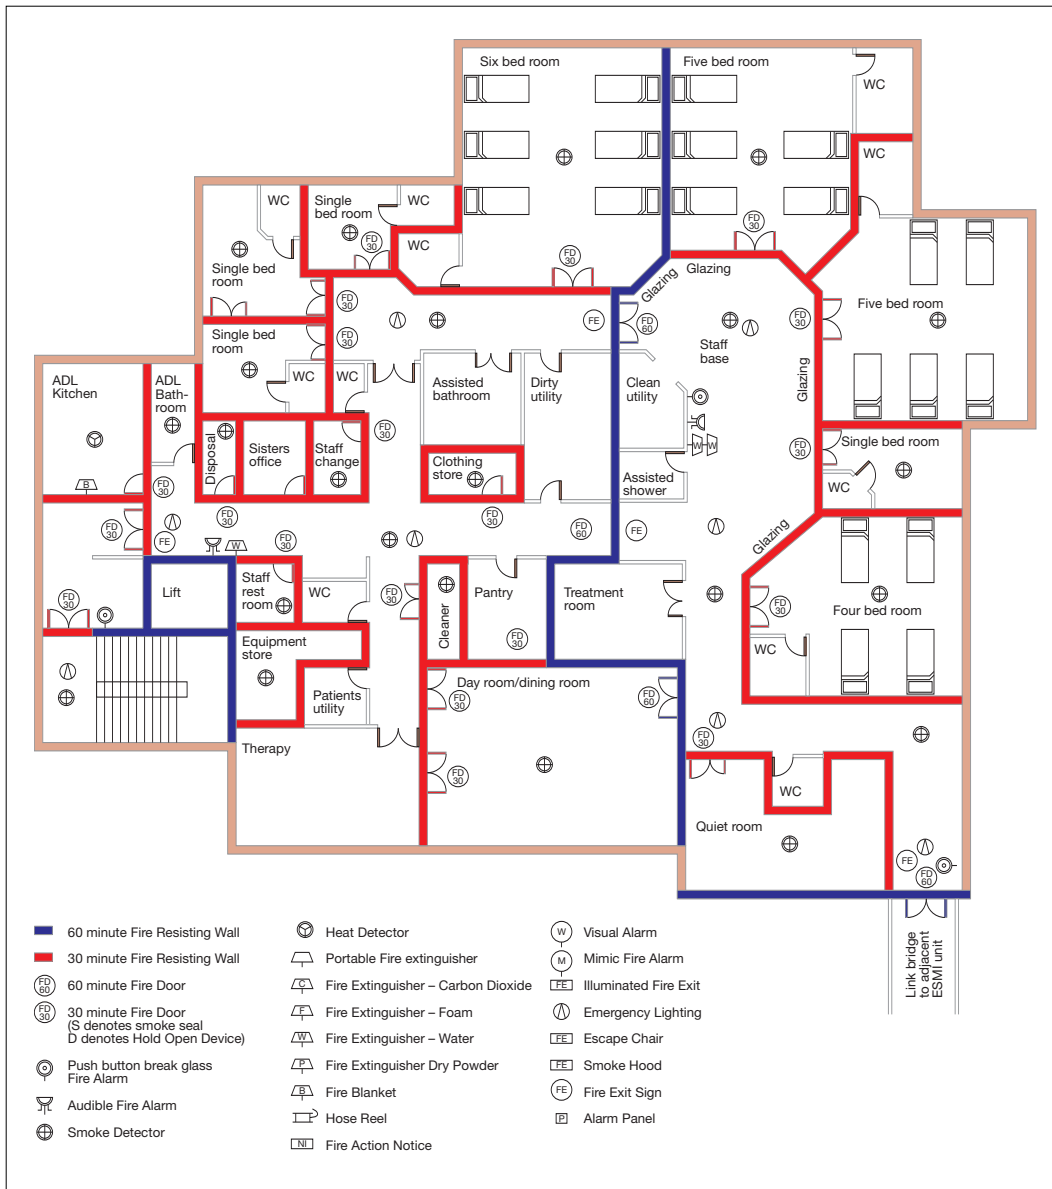 Six bed room
Five bed room
WC
WC
WC
Single
bed room
WC
WC
FD
30
FD
30
FD
30
Single bed
room
Glazing
Glazing
FD
30
FE
FD
60
FD
30
Five bed room
Single bed
room
FD
30
Staff
base
WC
WC
Assisted
bathroom
Dirty
utility
Clean
utility
Glazing
ADL
Kitchen
ADL
Bath-
room
Disposal
Sisters
office
Staff
change
FD
30
W
W
FD
30
Single bed room
Clothing
store
Assisted
shower
WC
B
FD
30
FD
30
FD
30
FE
FD
30
FD
60
FE
Glazing
W
FD
30
Lift
Staff
rest
room
WC
FD
30
Cleaner
Pantry
Treatment
room
FD
30
Four bed room
FD
30
FD
30
WC
Equipment
store
Patients
utility
Day room/dining room
FD
30
FD
60
Therapy
FD
30
FD
30
WC
Quiet room
FE
FD
60
Link bridge
to adjacent
ESMI unit
60 minute Fire Resisting Wall
30 minute Fire Resisting Wall
FD
60
60 minute Fire Door
FD
30
30 minute Fire Door
(S denotes smoke seal
D denotes Hold Open Device)
Push button break glass
Fire Alarm
Audible Fire Alarm
Smoke Detector
Heat Detector
Portable Fire extinguisher
C
Fire Extinguisher – Carbon Dioxide
F
Fire Extinguisher – Foam
W
Fire Extinguisher – Water
P
Fire Extinguisher Dry Powder
B
Fire Blanket
Hose Reel
NI
Fire Action Notice
W
Visual Alarm
M
Mimic Fire Alarm
FE
Illuminated Fire Exit
Emergency Lighting
FE
Escape Chair
FE
Smoke Hood
FE
Fire Exit Sign
P
Alarm Panel